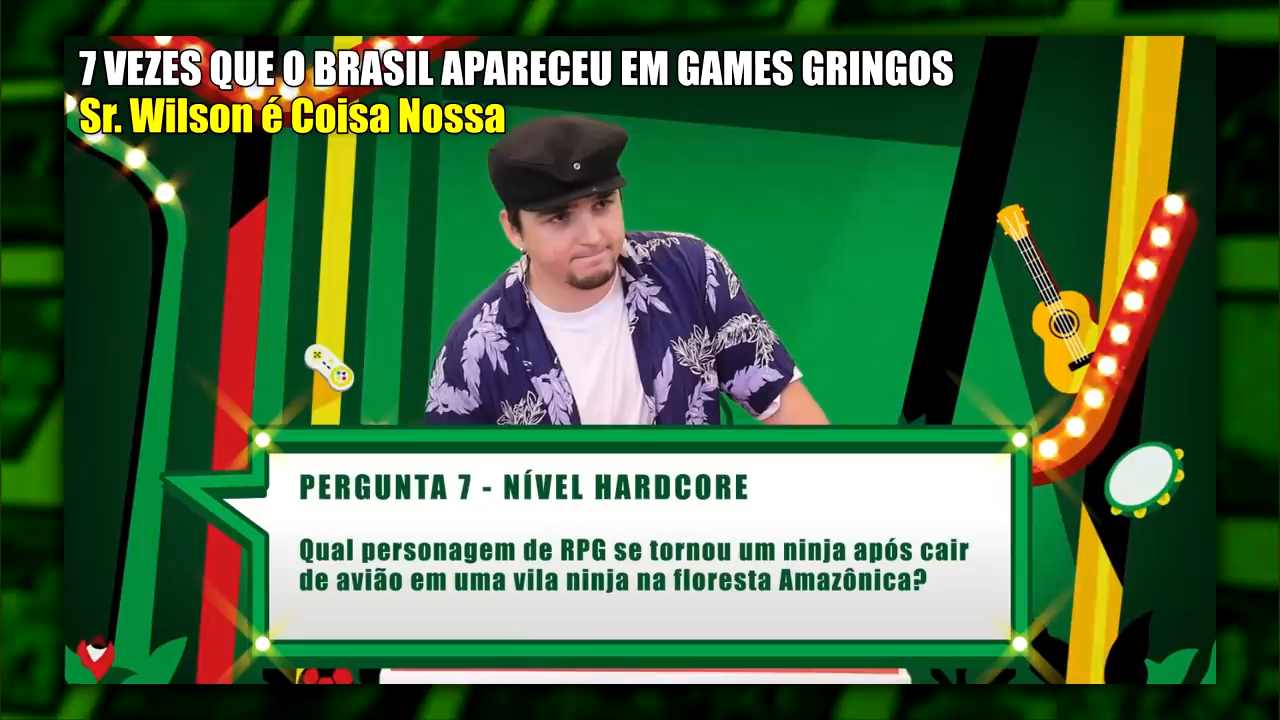 7 VEZES QUE O BRASIL APARECEU EM GAMES GRINGOS
Sr. Wilson é Coisa Nossa
PERGUNTA 7 - NÍVEL HARDCORE
Qual personagem de RPG se tornou um ninja após cair
de avião em uma vila ninja na floresta Amazônica?